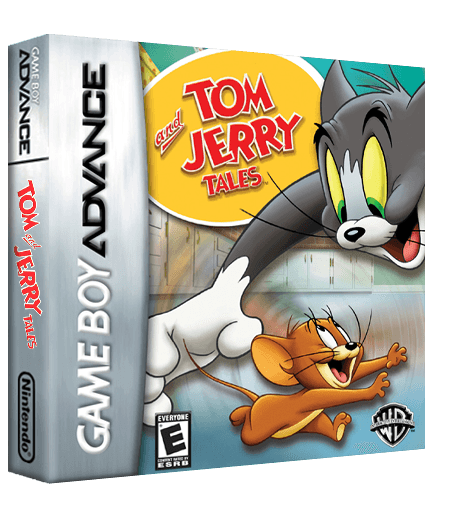 GAME BOY ADVANCE
TOM and JERRY TALES
Nintendo
GAME BOY ADVANCE
TOM
and
JERRY
TALES
EVERYONE
E
CONTENT RATED BY
ESRB
WB